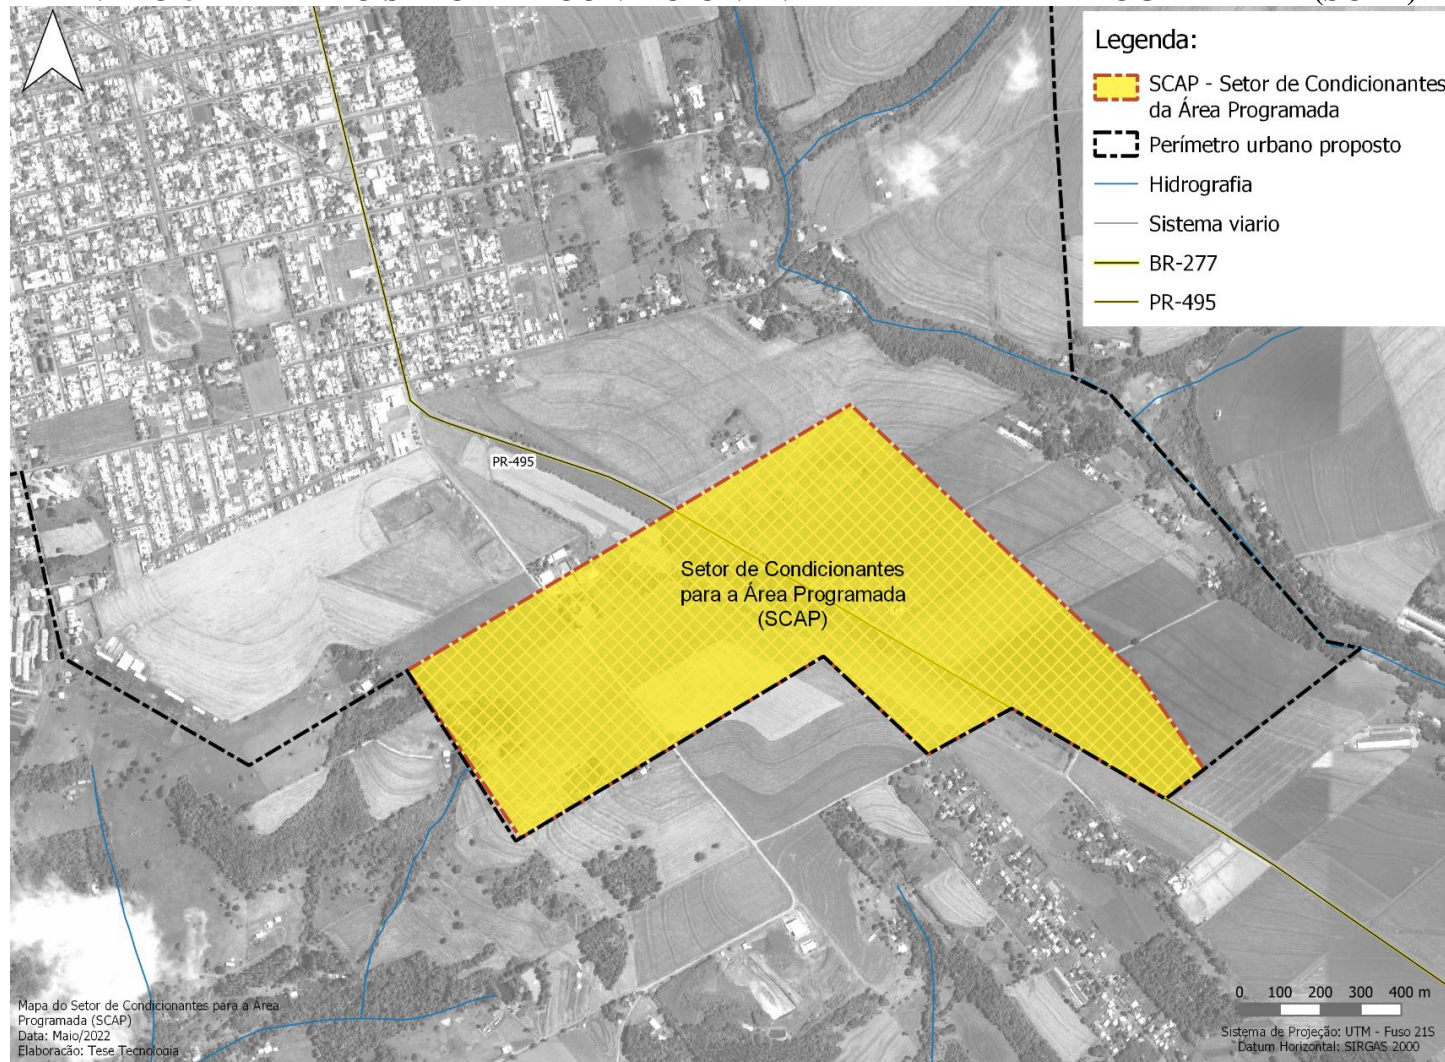 Legenda:
SCAP - Setor de Condicionantes
da Área Programada
Perímetro urbano proposto
Hidrografia
Sistema viario
BR-277
PR-495
PR-495
Setor de Condicionantes
para a Área Programada
(SCAP)
Mapa do Setor de Condicionantes para a Área
Programada (SCAP)
Data: Maio/2022
Elaboracão: Tese Tecnologia
0 100 200 300 400 m
Sistema de Projeção: UTM - Fuso 21S
Datum Horizontal: SIRGAS 2000